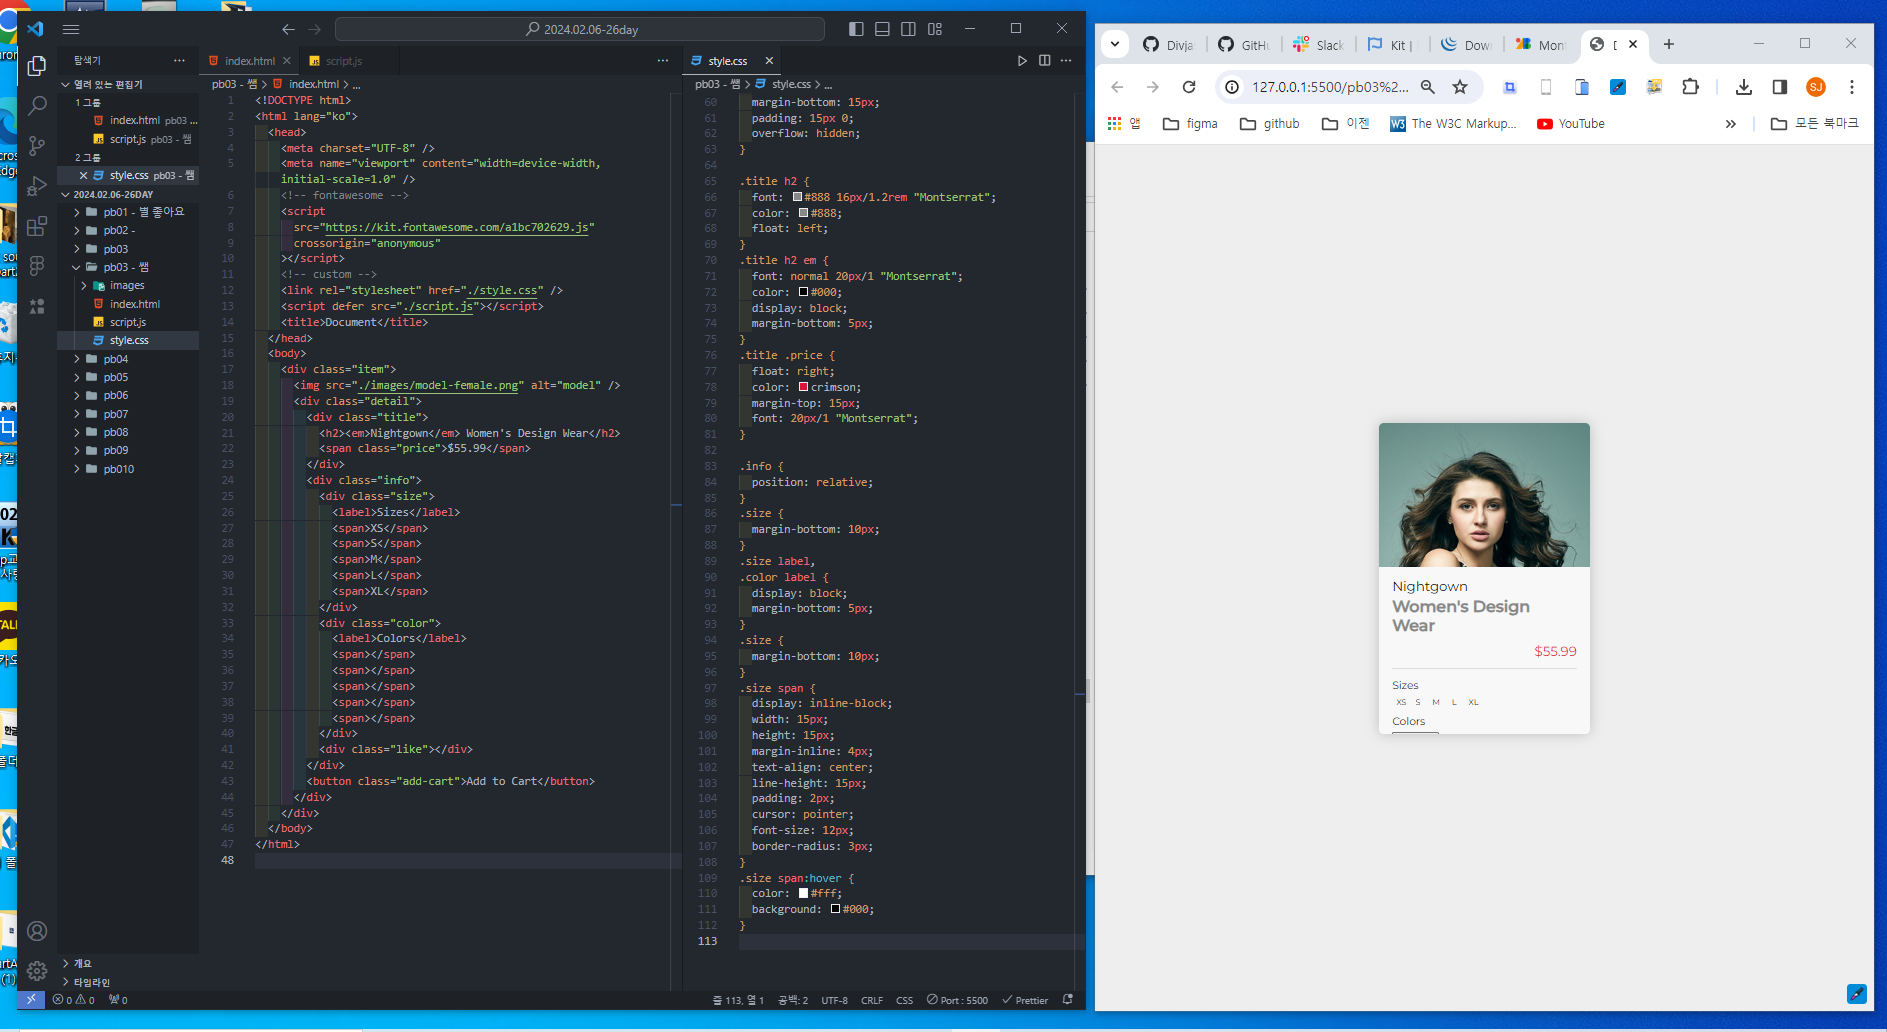 2024.02.06-26day
탐색기
열려 있는 편집기
1 그룹
index.html pb03 ...
script.js pb03 - 쌤
2 그룹
style.css pb03 - 쌤
2024.02.06-26DAY
pb01 - 별 좋아요
pb02 -
pb03
pb03 - 쌤
images
index.html
script.js
style.css
pb04
pb05
pb06
pb07
pb08
pb09
pb010
개요
타임라인
index.html
script.js
pb03 - 쌤 > index.html > ...
1 <!DOCTYPE html>
2 <html lang="ko">
3 <head>
4 <meta charset="UTF-8" />
5 <meta name="viewport" content="width=device-width,
initial-scale=1.0" />
6 <!-- fontawesome -->
7 <script
8 src="https://kit.fontawesome.com/a1bc702629.js"
9 crossorigin="anonymous"
10 ></script>
11 <!-- custom -->
12 <link rel="stylesheet" href="./style.css" />
13 <script defer src="./script.js"></script>
14 <title>Document</title>
15 </head>
16 <body>
17 <div class="item">
18 <img src="./images/model-female.png" alt="model" />
19 <div class="detail">
20 <div class="title">
21 <h2><em>Nightgown</em> Women's Design Wear</h2>
22 <span class="price">$55.99</span>
23 </div>
24 <div class="info">
25 <div class="size">
26 <label>Sizes</label>
27 <span>XS</span>
28 <span>S</span>
29 <span>M</span>
30 <span>L</span>
31 <span>XL</span>
32 </div>
33 <div class="color">
34 <label>Colors</label>
35 <span></span>
36 <span></span>
37 <span></span>
38 <span></span>
39 <span></span>
40 </div>
41 <div class="like"></div>
42 </div>
43 <button class="add-cart">Add to Cart</button>
44 </div>
45 </div>
46 </body>
47 </html>
48
style.css
pb03 - 쌤 > style.css > ...
60 margin-bottom: 15px;
61 padding: 15px 0;
62 overflow: hidden;
63 }
64
65 .title h2 {
66 font: #888 16px/1.2rem "Montserrat";
67 color: #888;
68 float: left;
69 }
70 .title h2 em {
71 font: normal 20px/1 "Montserrat";
72 color: #000;
73 display: block;
74 margin-bottom: 5px;
75 }
76 .title .price {
77 float: right;
78 color: crimson;
79 margin-top: 15px;
80 font: 20px/1 "Montserrat";
81 }
82
83 .info {
84 position: relative;
85 }
86 .size {
87 margin-bottom: 10px;
88 }
89 .size label,
90 .color label {
91 display: block;
92 margin-bottom: 5px;
93 }
94 .size {
95 margin-bottom: 10px;
96 }
97 .size span {
98 display: inline-block;
99 width: 15px;
100 height: 15px;
101 margin-inline: 4px;
102 text-align: center;
103 line-height: 15px;
104 padding: 2px;
105 cursor: pointer;
106 font-size: 12px;
107 border-radius: 3px;
108 }
109 .size span:hover {
110 color: #fff;
111 background: #000;
112 }
113
0 0 0 줄 113, 열 1 공백: 2 UTF-8 CRLF CSS Port : 5500 Prettier
Divja GitHu Slack Kit | Dow Mon D
127.0.0.1:5500/pb03%2... SJ
앱 figma github 이젠 W3 The W3C Markup... YouTube » 모든 북마크
Nightgown
Women's Design
Wear
$55.99
Sizes
XS S M L XL
Colors